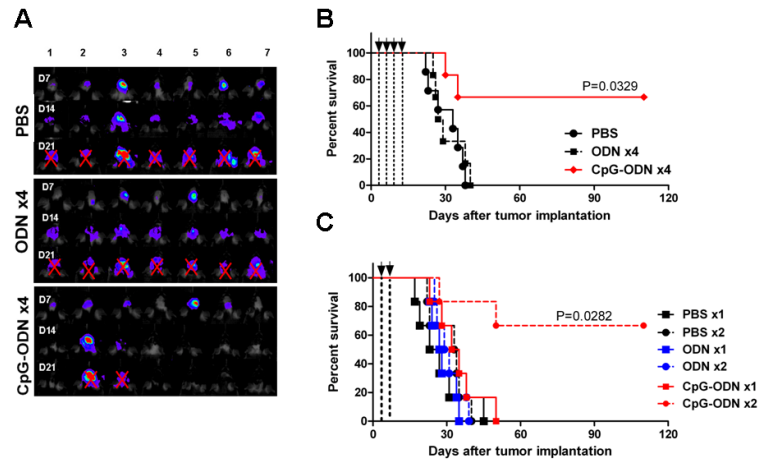 A
1 2 3 4 5 6 7
PBS
D7
D14
D21
ODN x4
D7
D14
D21
CpG-ODN x4
D7
D14
D21
B
Percent survival
100
80
60
40
20
0
0 30 60 90 120
Days after tumor implantation
P=0.0329
PBS
ODN x4
CpG-ODN x4
C
Percent survival
100
80
60
40
20
0
0 30 60 90 120
Days after tumor implantation
P=0.0282
PBS x1
PBS x2
ODN x1
ODN x2
CpG-ODN x1
CpG-ODN x2